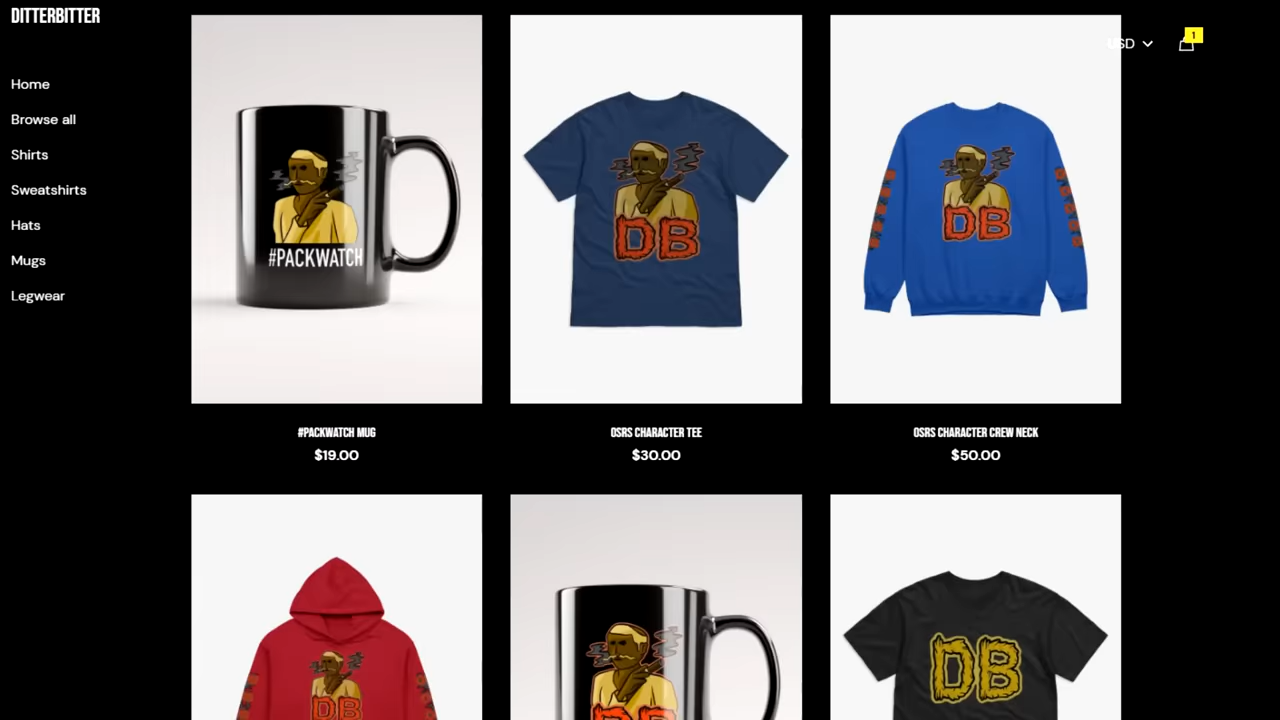 DITTERBITTER
USD
1
Home
Browse all
Shirts
Sweatshirts
Hats
Mugs
Legwear
#PACKWATCH
DB
DB
#PACKWATCH MUG
$19.00
OSRS CHARACTER TEE
$30.00
OSRS CHARACTER CREW NECK
$50.00
DB
DB
DB